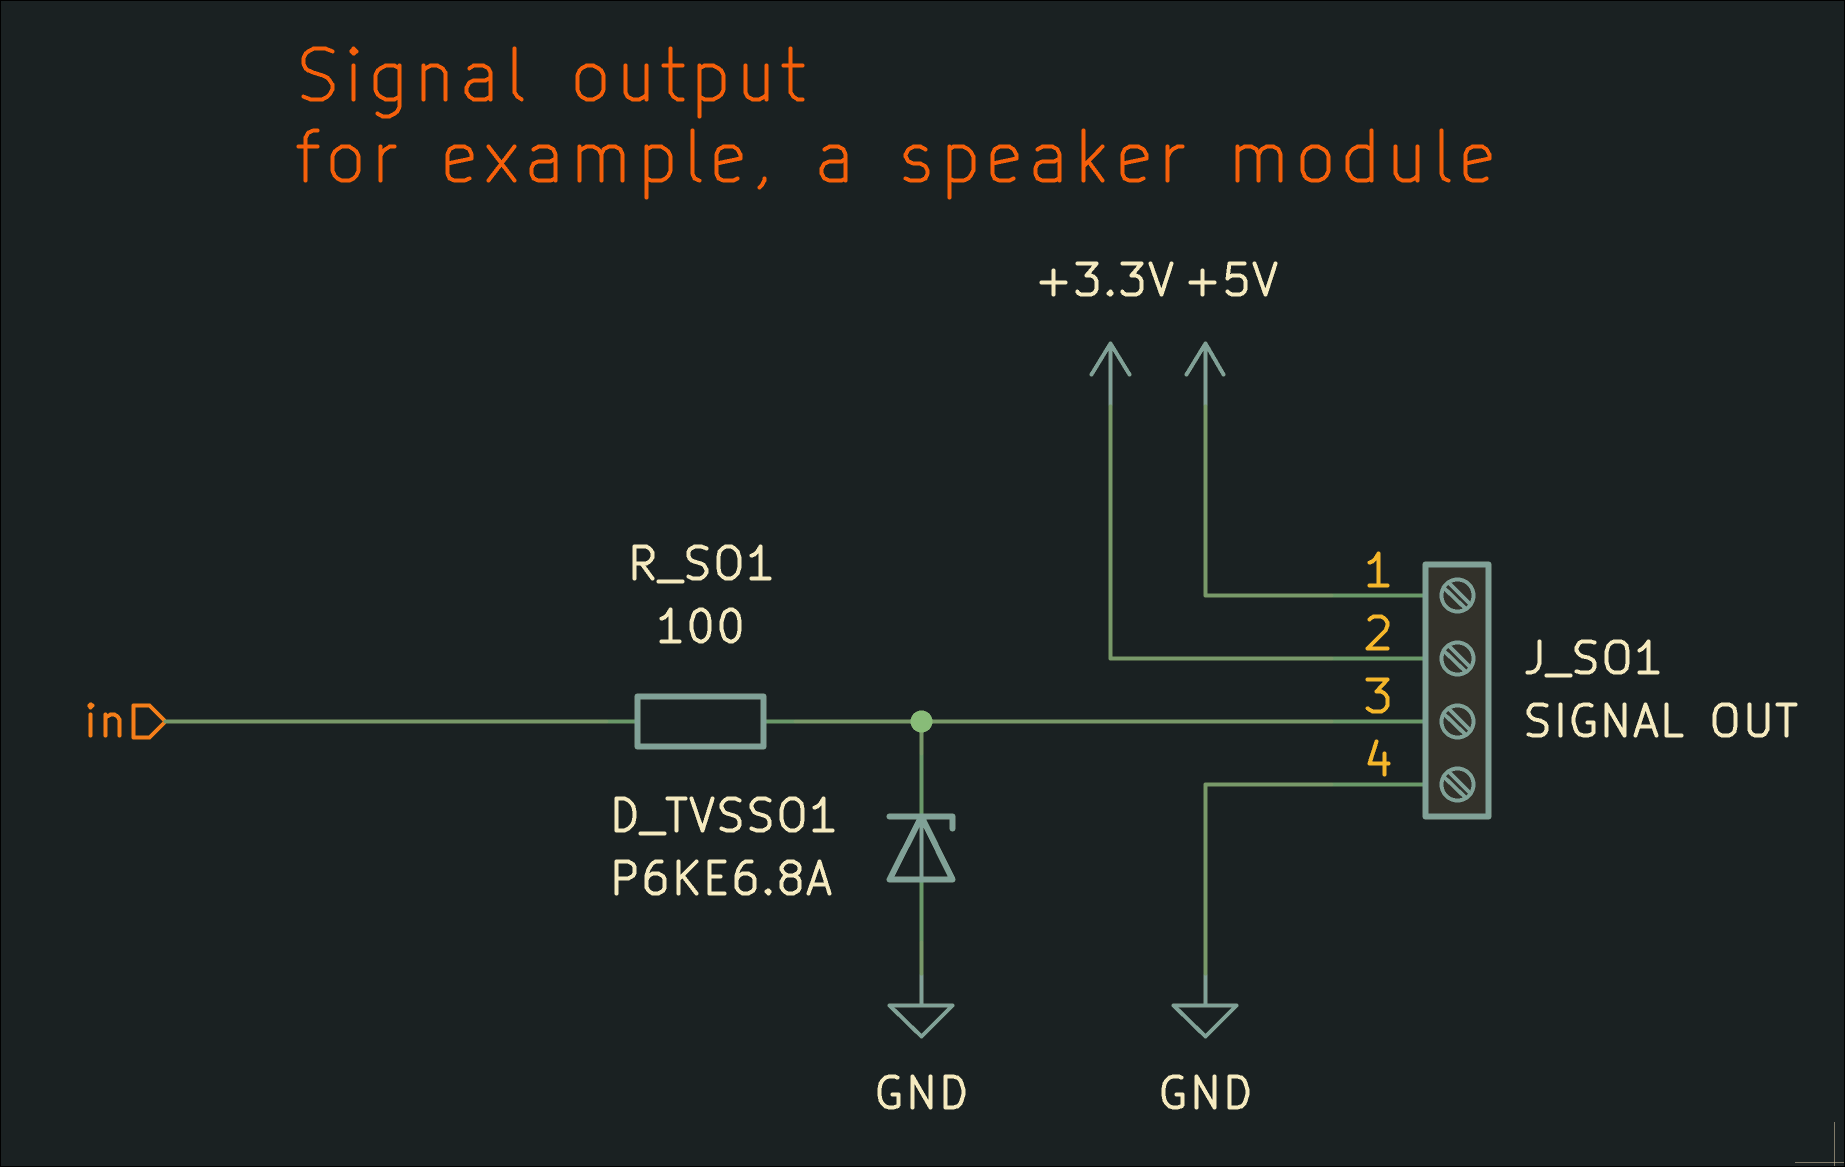 Signal output
for example, a speaker module
+3.3V +5V
R_SO1
100
1
2
3
4
J_SO1
SIGNAL OUT
in
D_TVSSO1
P6KE6.8A
GND
GND